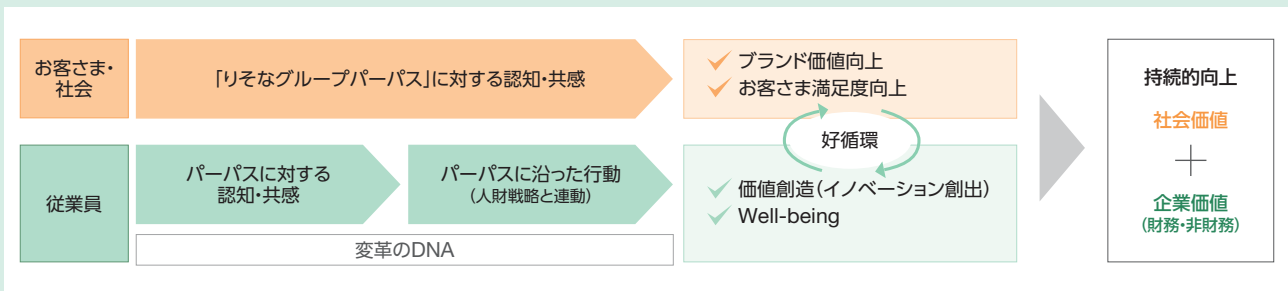 お客さま・
社会
「りそなグループパーパス」に対する認知・共感
ブランド価値向上
お客さま満足度向上
好循環
従業員
パーパスに対する
認知・共感
パーパスに沿った行動
(人財戦略と連動)
変革のDNA
価値創造(イノベーション創出)
Well-being
持続的向上
社会価値
+
企業価値
(財務・非財務)